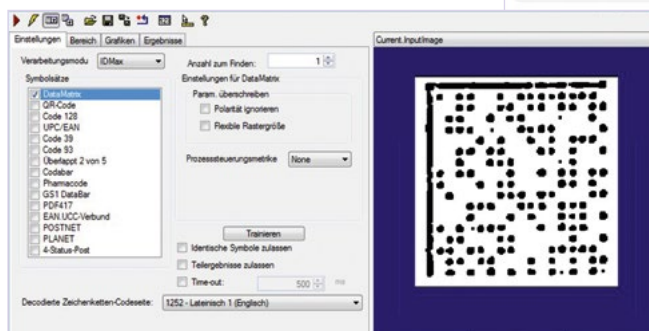 Einstellungen Bereich Grafiken Ergebnisse
Verarbeitungsmodu IDMax
Symbolsätze
DataMatrix
QR-Code
Code 128
UPC/EAN
Code 39
Code 93
Überlappt 2 von 5
Codabar
Pharmacode
GS1 DataBar
PDF417
EAN.UCC-Verbund
POSTNET
PLANET
4-Status-Post
Anzahl zum Finden: 1
Einstellungen für DataMatrix
Param. überschreiben
Polarität ignorieren
Flexible Rastergröße
Prozesssteuerungsmetrike None
Trainieren
Identische Symbole zulassen
Teilergebnisse zulassen
Time-out: 500 ms
Decodierte Zeichenketten-Codeseite: 1252 - Lateinisch 1 (Englisch)
Current.InputImage